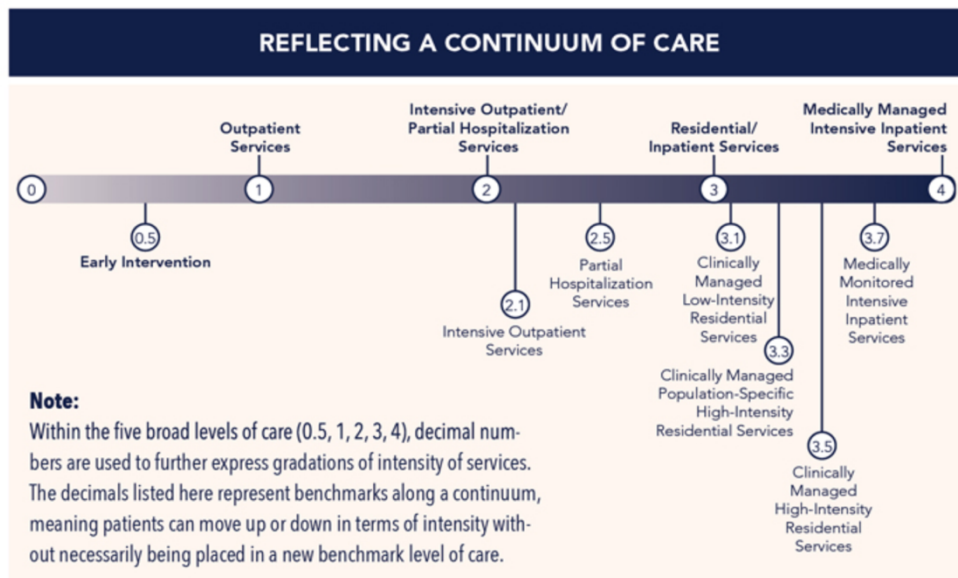 REFLECTING A CONTINUUM OF CARE
Outpatient
Services
Intensive Outpatient/
Partial Hospitalization
Services
Residential/
Inpatient Services
Medically Managed
Intensive Inpatient
Services
0
1
2
3
4
0.5
Early Intervention
2.1
Intensive Outpatient
Services
2.5
Partial
Hospitalization
Services
3.1
Clinically
Managed
Low-Intensity
Residential
Services
3.3
Clinically Managed
Population-Specific
High-Intensity
Residential Services
3.5
Clinically
Managed
High-Intensity
Residential
Services
3.7
Medically
Monitored
Intensive
Inpatient
Services
Note:
Within the five broad levels of care (0.5, 1, 2, 3, 4), decimal num-
bers are used to further express gradations of intensity of services.
The decimals listed here represent benchmarks along a continuum,
meaning patients can move up or down in terms of intensity with-
out necessarily being placed in a new benchmark level of care.